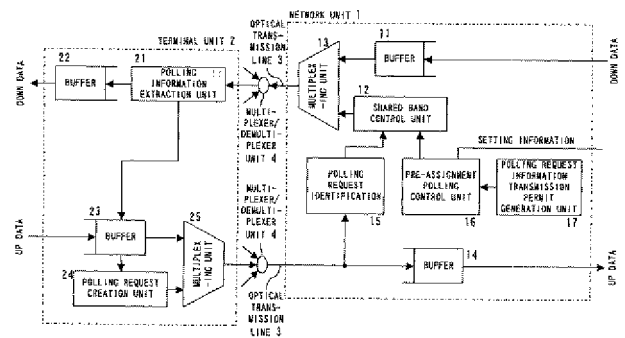 NETWORK UNIT 1
TERMINAL UNIT 2
OPTICAL
TRANS-
MISSION
LINE 3
22
BUFFER
21
POLLING
INFORMATION
EXTRACTION UNIT
13
MULTIPLEX
-ING UNIT
11
BUFFER
DOWN DATA
DOWN DATA
12
SHARED BAND
CONTROL UNIT
MULTI-
PLEXER/
DEMULTI-
PLEXER
UNIT 4
SETTING INFORMATION
POLLING
REQUEST
IDENTIFICATION
15
PRE-ASSIGNMENT
POLLING
CONTROL UNIT
16
POLLING REQUEST
INFORMATION
TRANSMISSION
PERMIT
GENERATION UNIT
17
MULTI-
PLEXER/
DEMULTI-
PLEXER
UNIT 4
UP DATA
23
BUFFER
25
MULTIPLEX
-ING UNIT
24
POLLING REQUEST
CREATION UNIT
14
BUFFER
UP DATA
OPTICAL
TRANS-
MISSION
LINE 3